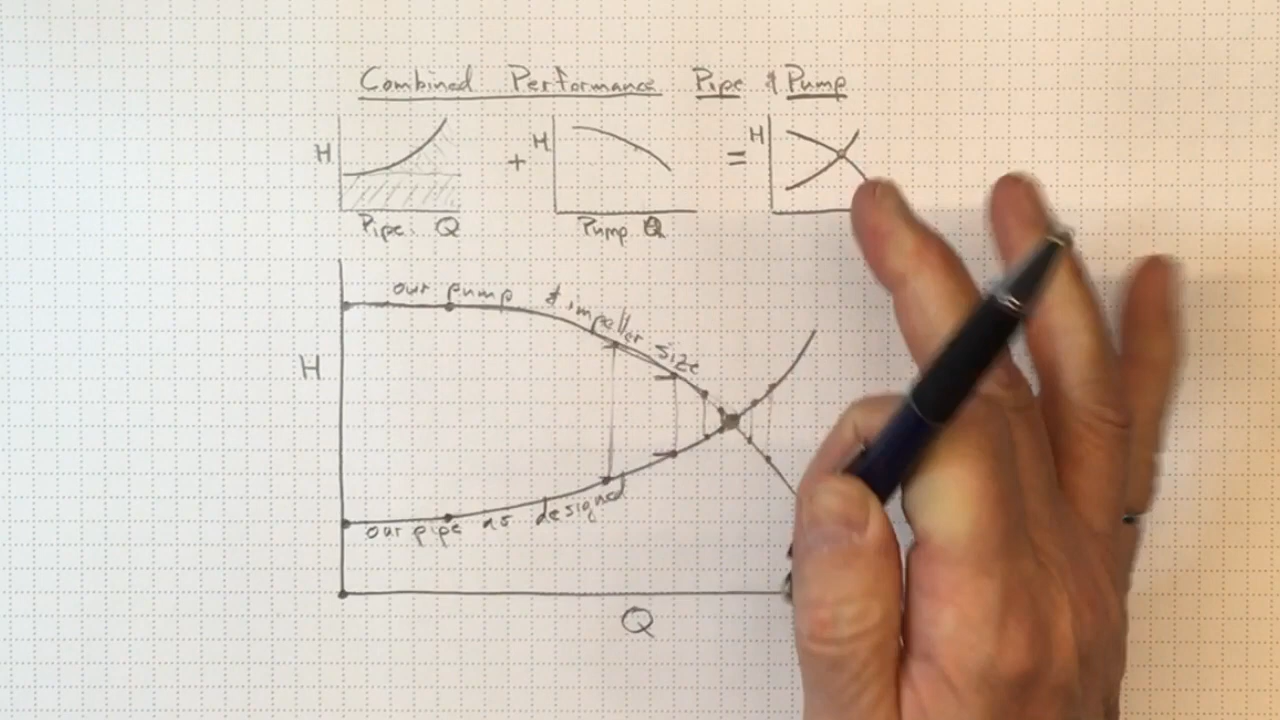 Combined Performance Pipe & Pump
H + H = H
Pipe. Q Pump Q
our pump & impeller size
H
our pipe as designed
Q